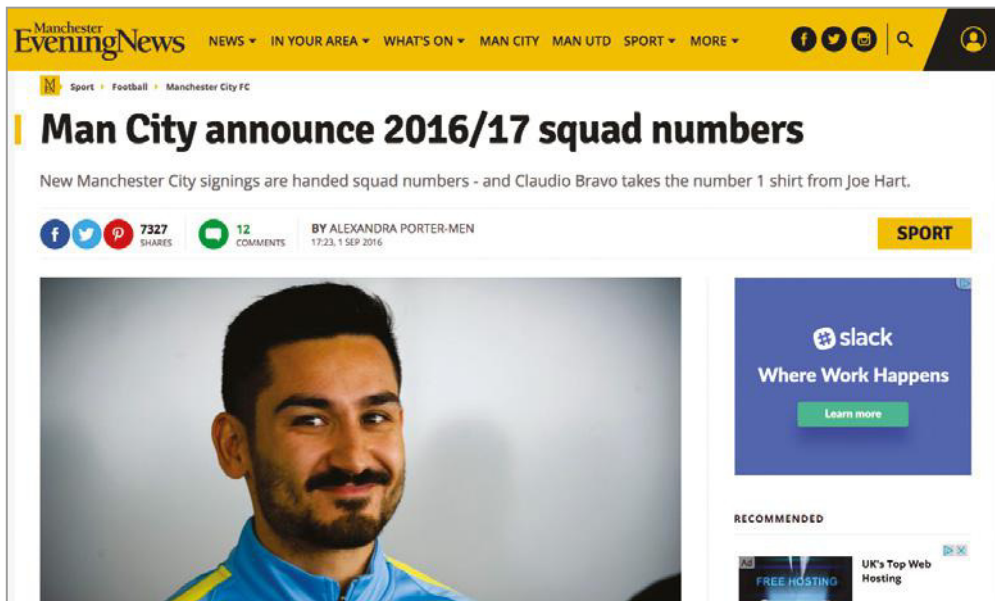 Manchester
Evening News
NEWS IN YOUR AREA WHAT'S ON MAN CITY MAN UTD SPORT MORE
Sport Football Manchester City FC
Man City announce 2016/17 squad numbers
New Manchester City signings are handed squad numbers - and Claudio Bravo takes the number 1 shirt from Joe Hart.
7327
SHARES
12
COMMENTS
BY ALEXANDRA PORTER-MEN
17:23, 1 SEP 2016
SPORT
slack
Where Work Happens
Learn more
RECOMMENDED
Ad
FREE HOSTING
UK's Top Web
Hosting